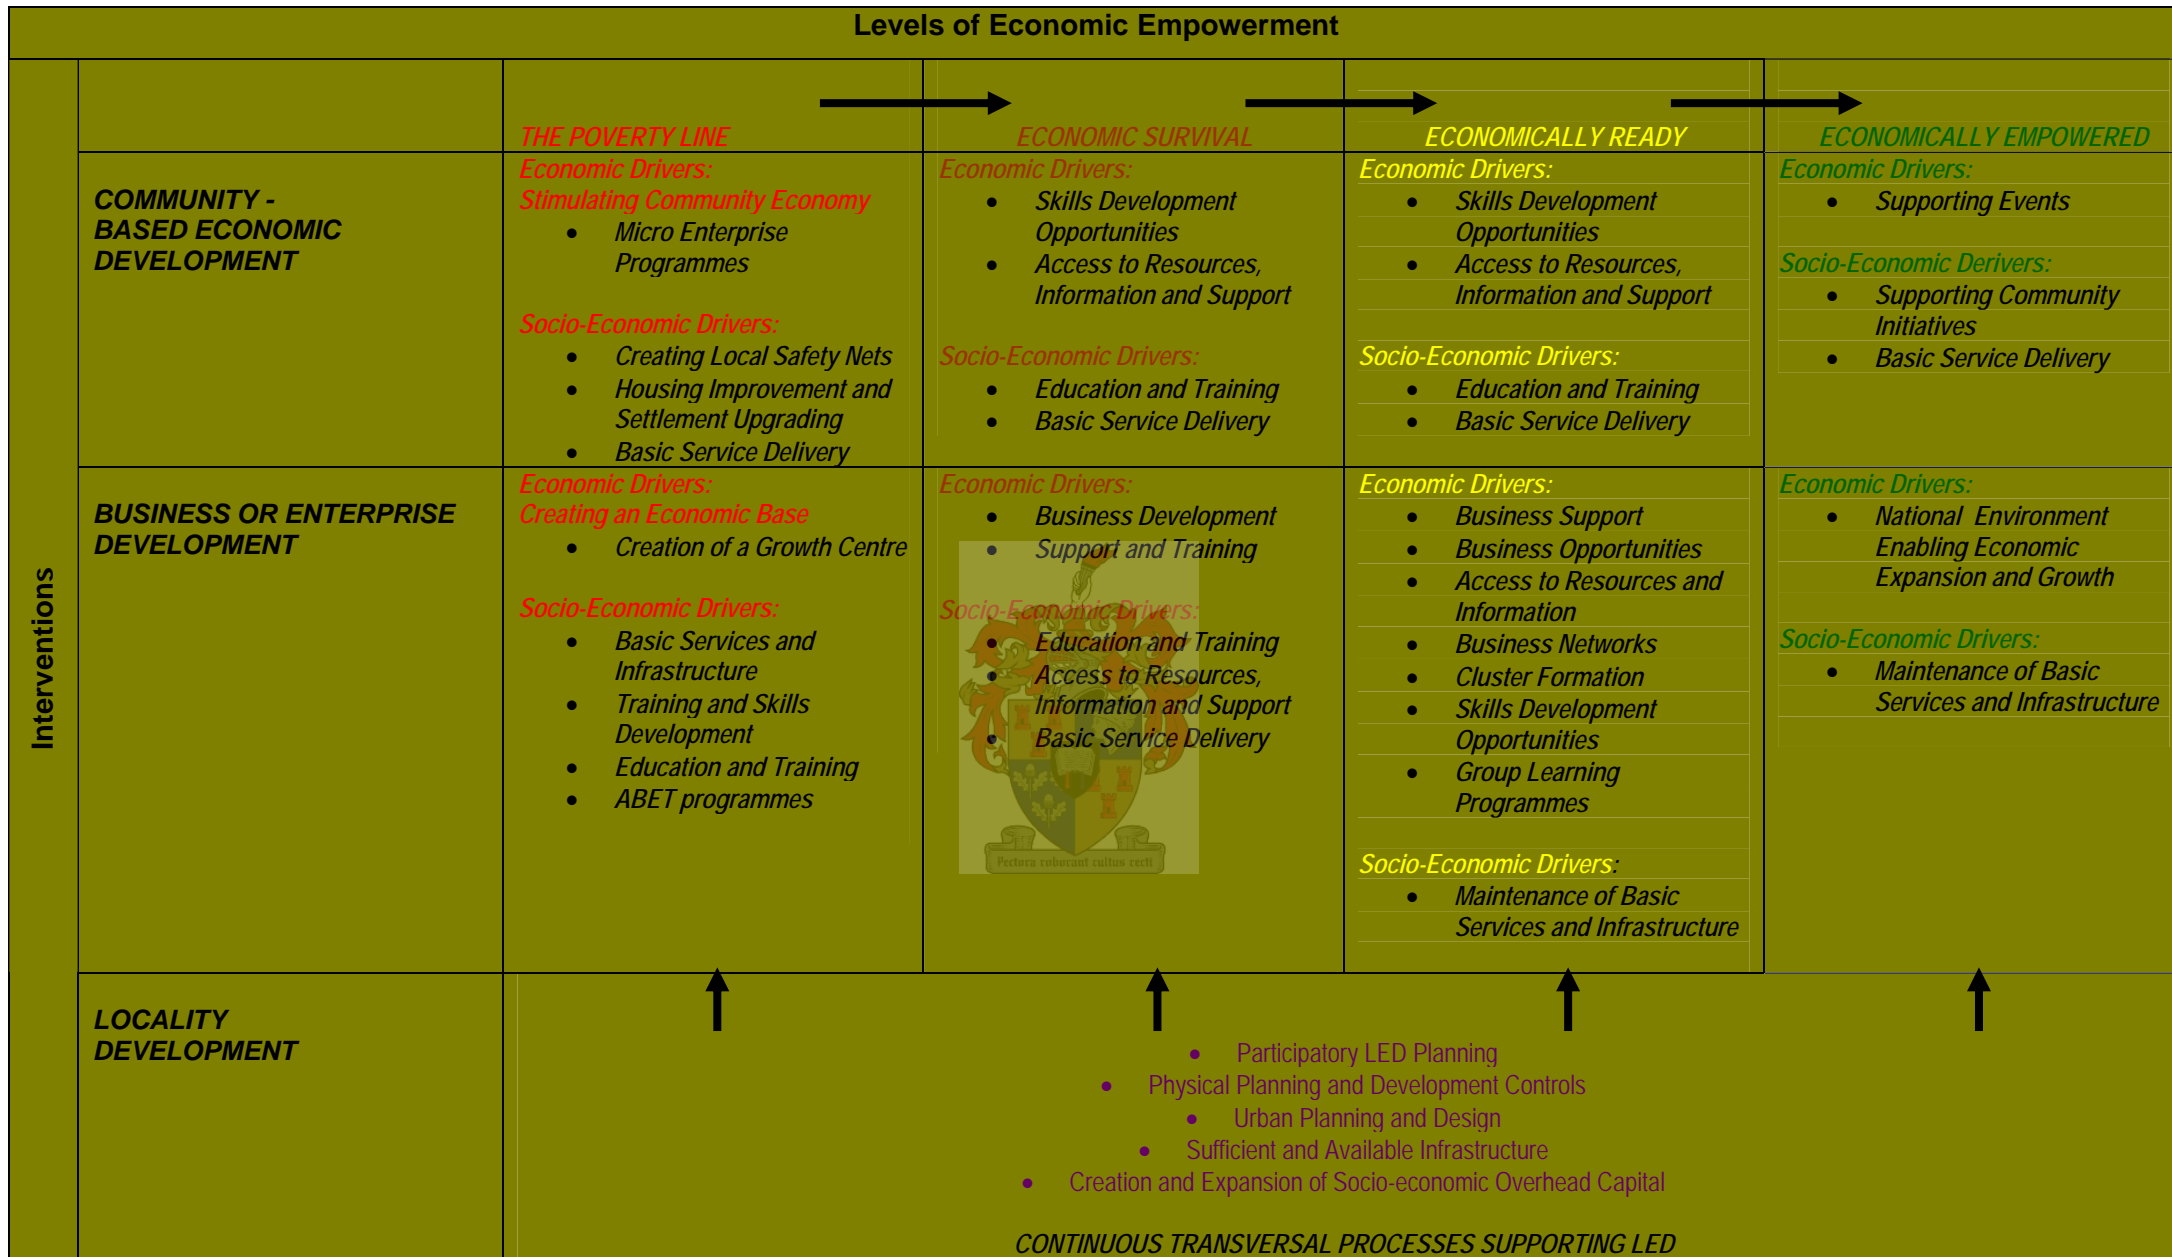 Levels of Economic Empowerment
THE POVERTY LINE
ECONOMIC SURVIVAL
ECONOMICALLY READY
ECONOMICALLY EMPOWERED
Interventions
COMMUNITY -
BASED ECONOMIC
DEVELOPMENT
Economic Drivers:
Stimulating Community Economy
• Micro Enterprise
Programmes
Socio-Economic Drivers:
• Creating Local Safety Nets
• Housing Improvement and
Settlement Upgrading
• Basic Service Delivery
Economic Drivers:
• Skills Development
Opportunities
• Access to Resources,
Information and Support
Socio-Economic Drivers:
• Education and Training
• Basic Service Delivery
Economic Drivers:
• Skills Development
Opportunities
• Access to Resources,
Information and Support
Socio-Economic Drivers:
• Education and Training
• Basic Service Delivery
Economic Drivers:
• Supporting Events
Socio-Economic Derivers:
• Supporting Community
Initiatives
• Basic Service Delivery
BUSINESS OR ENTERPRISE
DEVELOPMENT
Economic Drivers:
Creating an Economic Base
• Creation of a Growth Centre
Socio-Economic Drivers:
• Basic Services and
Infrastructure
• Training and Skills
Development
• Education and Training
• ABET programmes
Economic Drivers:
• Business Development
• Support and Training
Socio-Economic Drivers:
• Education and Training
• Access to Resources,
Information and Support
• Basic Service Delivery
Pectora roborant cultus recti
Economic Drivers:
• Business Support
• Business Opportunities
• Access to Resources and
Information
• Business Networks
• Cluster Formation
• Skills Development
Opportunities
• Group Learning
Programmes
Socio-Economic Drivers:
• Maintenance of Basic
Services and Infrastructure
Economic Drivers:
• National Environment
Enabling Economic
Expansion and Growth
Socio-Economic Drivers:
• Maintenance of Basic
Services and Infrastructure
LOCALITY
DEVELOPMENT
• Participatory LED Planning
• Physical Planning and Development Controls
• Urban Planning and Design
• Sufficient and Available Infrastructure
• Creation and Expansion of Socio-economic Overhead Capital
CONTINUOUS TRANSVERSAL PROCESSES SUPPORTING LED